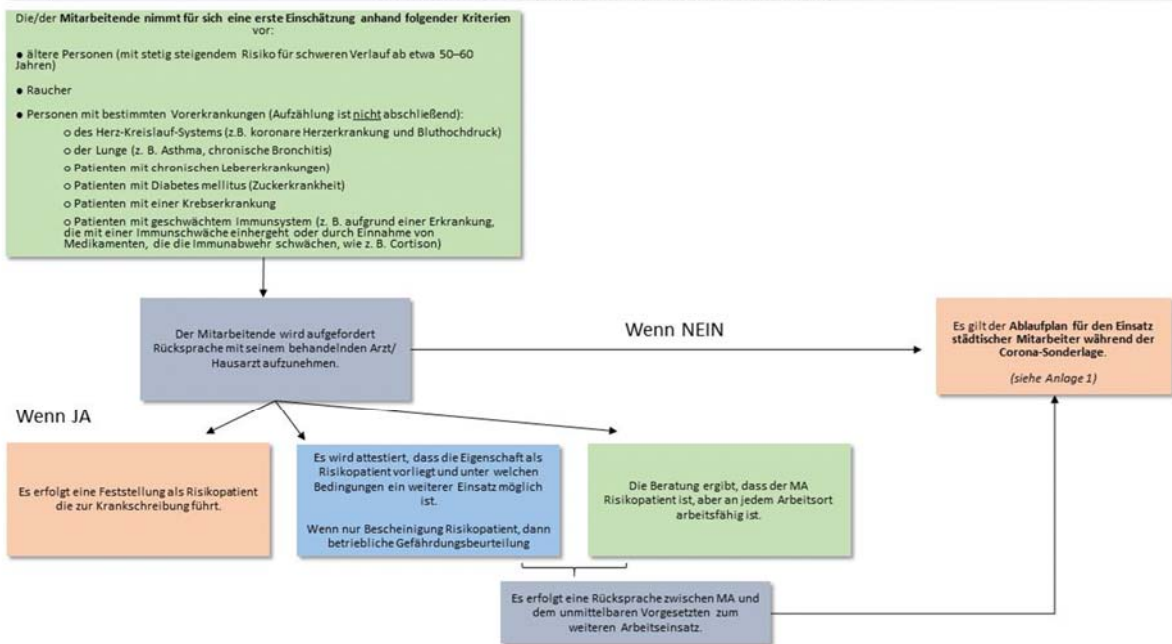 Die/der Mitarbeitende nimmt für sich eine erste Einschätzung anhand folgender Kriterien
vor:
● ältere Personen (mit stetig steigendem Risiko für schweren Verlauf ab etwa 50–60
Jahren)
● Raucher
● Personen mit bestimmten Vorerkrankungen (Aufzählung ist nicht abschließend):
o des Herz-Kreislauf-Systems (z.B. koronare Herzerkrankung und Bluthochdruck)
o der Lunge (z. B. Asthma, chronische Bronchitis)
o Patienten mit chronischen Lebererkrankungen)
o Patienten mit Diabetes mellitus (Zuckerkrankheit)
o Patienten mit einer Krebserkrankung
o Patienten mit geschwächtem Immunsystem (z. B. aufgrund einer Erkrankung,
die mit einer Immunschwäche einhergeht oder durch Einnahme von
Medikamenten, die die Immunabwehr schwächen, wie z. B. Cortison)
Der Mitarbeitende wird aufgefordert
Rücksprache mit seinem behandelnden Arzt/
Hausarzt aufzunehmen.
Wenn NEIN
Es gilt der Ablaufplan für den Einsatz
städtischer Mitarbeiter während der
Corona-Sonderlage.
(siehe Anlage 1)
Wenn JA
Es erfolgt eine Feststellung als Risikopatient
die zur Krankschreibung führt.
Es wird attestiert, dass die Eigenschaft als
Risikopatient vorliegt und unter welchen
Bedingungen ein weiterer Einsatz möglich
ist.
Wenn nur Bescheinigung Risikopatient, dann
betriebliche Gefährdungsbeurteilung
Die Beratung ergibt, dass der MA
Risikopatient ist, aber an jedem Arbeitsort
arbeitsfähig ist.
Es erfolgt eine Rücksprache zwischen MA und
dem unmittelbaren Vorgesetzten zum
weiteren Arbeitseinsatz.